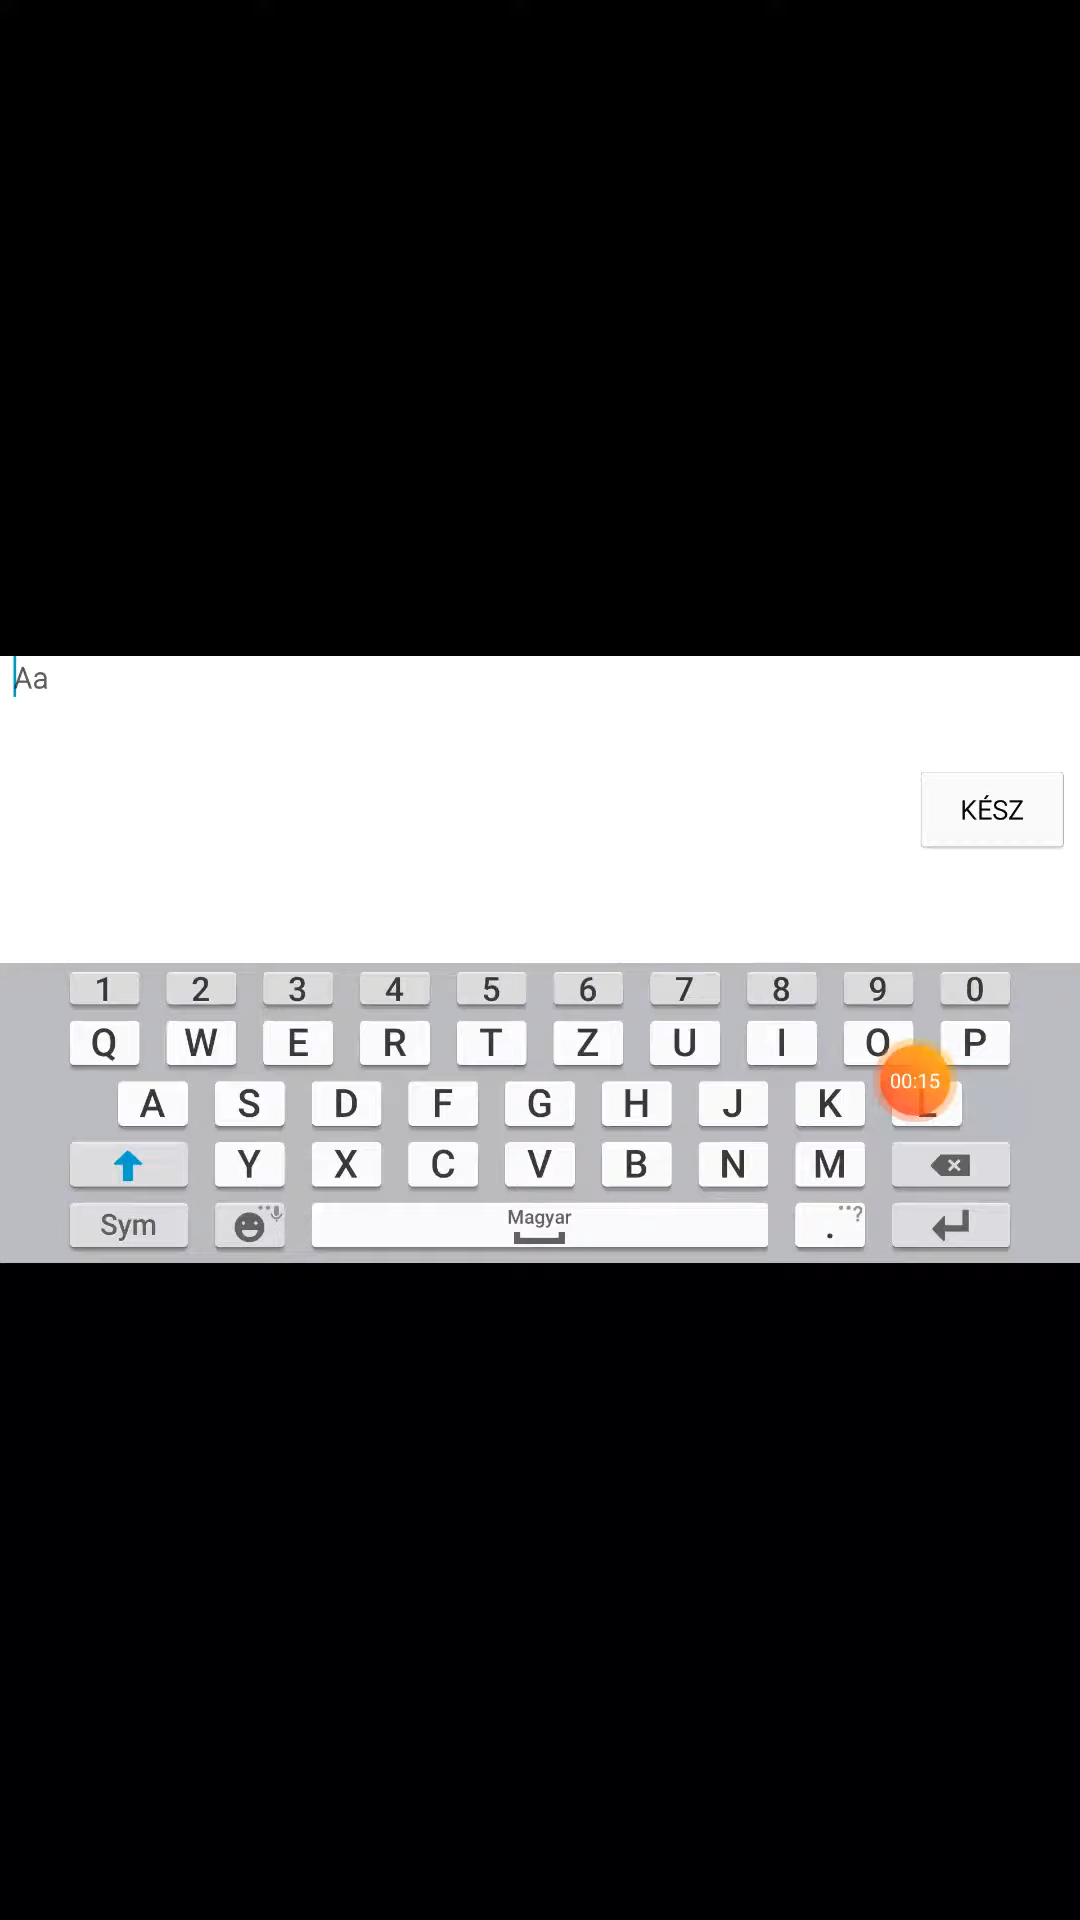 Aa
KÉSZ
1 2 3 4 5 6 7 8 9 0
Q W E R T Z U I O P
00:15
A S D F G H J K L
Y X C V B N M
Sym Magyar . ?